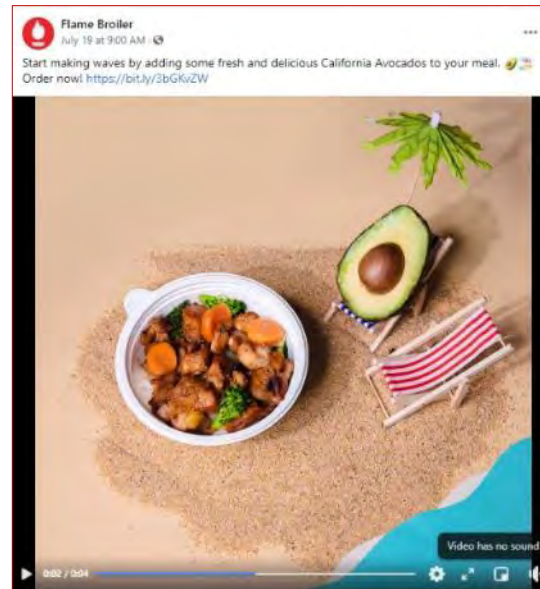 Flame Broiler
July 19 at 9:00 AM ·
Start making waves by adding some fresh and delicious California Avocados to your meal. 🥑🏖️
Order now! https://bit.ly/3bGKvZW
Video has no sound
0:02 / 0:04